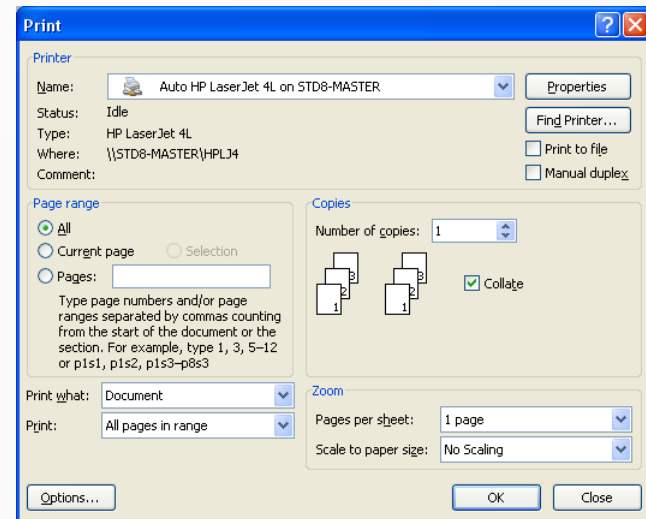 Print
Printer
Name: Auto HP LaserJet 4L on STD8-MASTER Properties
Status: Idle
Find Printer...
Type: HP LaserJet 4L
Where: \\STD8-MASTER\HPLJ4 Print to file
Comment: Manual duplex
Page range
All
Current page Selection
Pages:
Type page numbers and/or page
ranges separated by commas counting
from the start of the document or the
section. For example, type 1, 3, 5–12
or p1s1, p1s2, p1s3–p8s3
Copies
Number of copies: 1
3 3
2 2
1 1
Collate
Print what: Document
Print: All pages in range
Zoom
Pages per sheet: 1 page
Scale to paper size: No Scaling
Options... OK Close